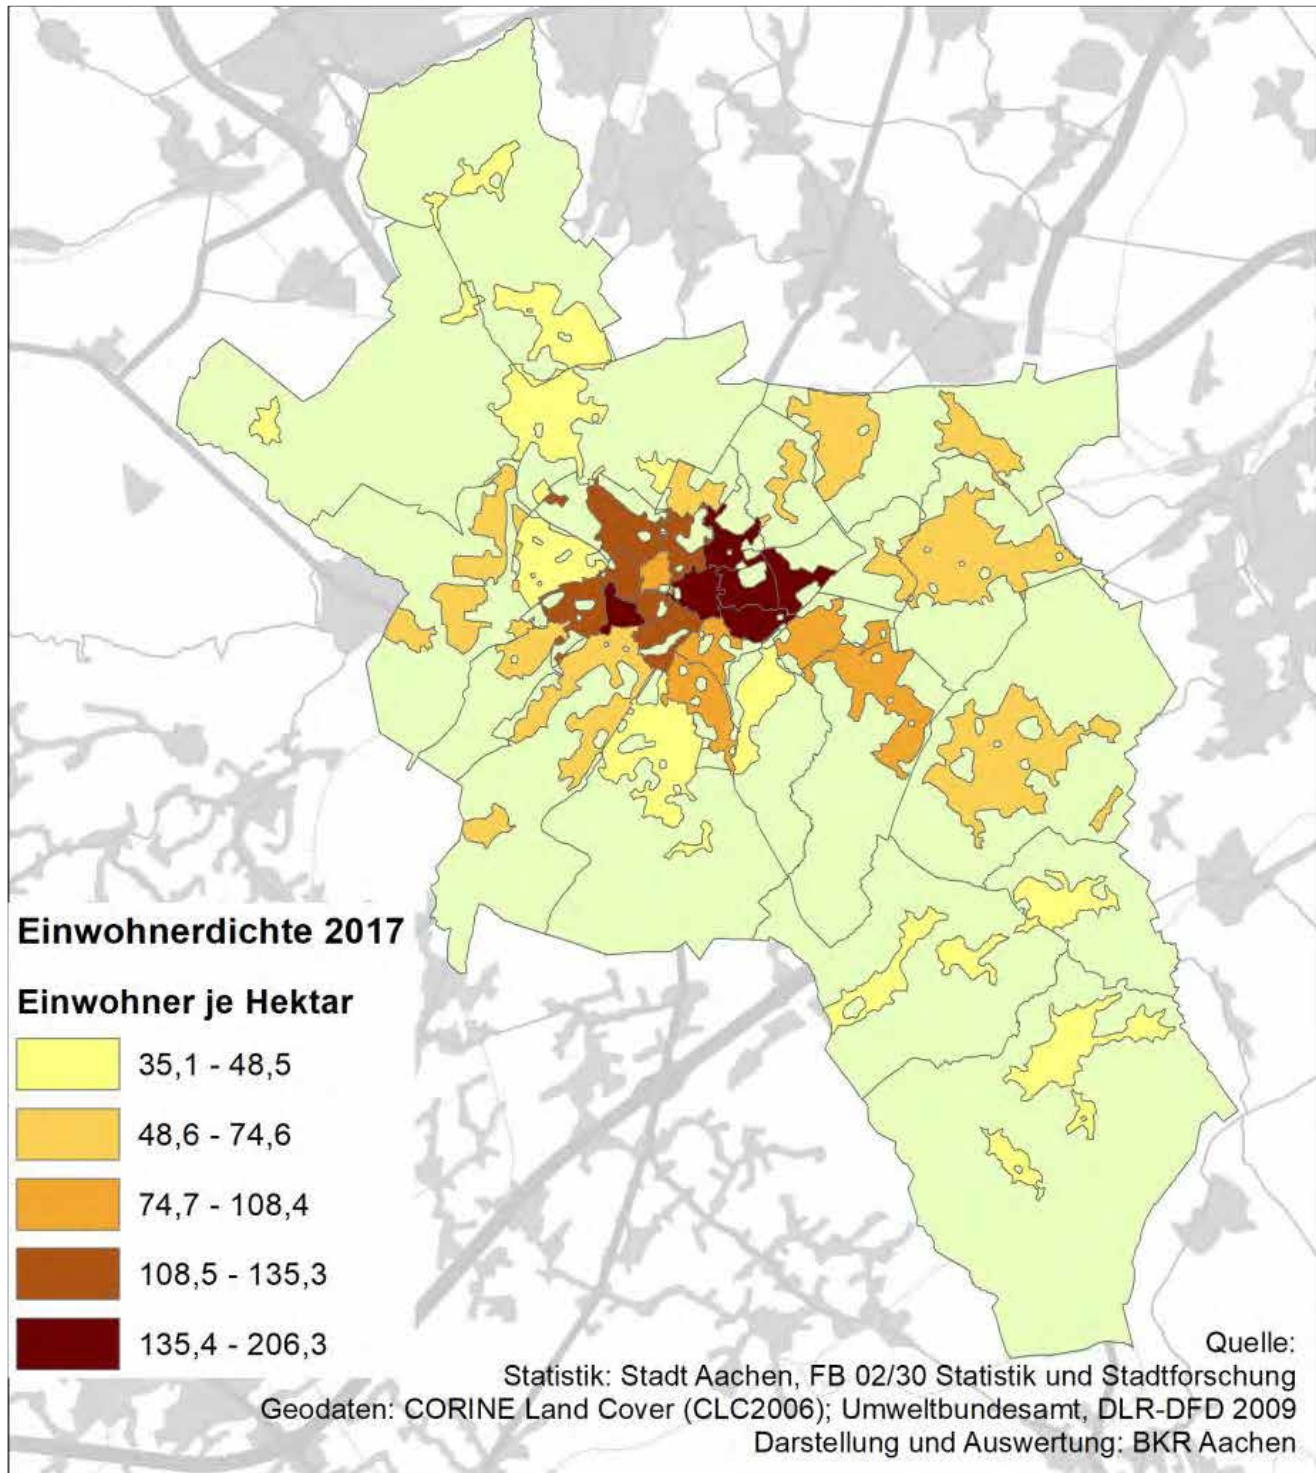 Einwohnerdichte 2017
Einwohner je Hektar
35,1 - 48,5
48,6 - 74,6
74,7 - 108,4
108,5 - 135,3
135,4 - 206,3
Quelle:
Statistik: Stadt Aachen, FB 02/30 Statistik und Stadtforschung
Geodaten: CORINE Land Cover (CLC2006); Umweltbundesamt, DLR-DFD 2009
Darstellung und Auswertung: BKR Aachen